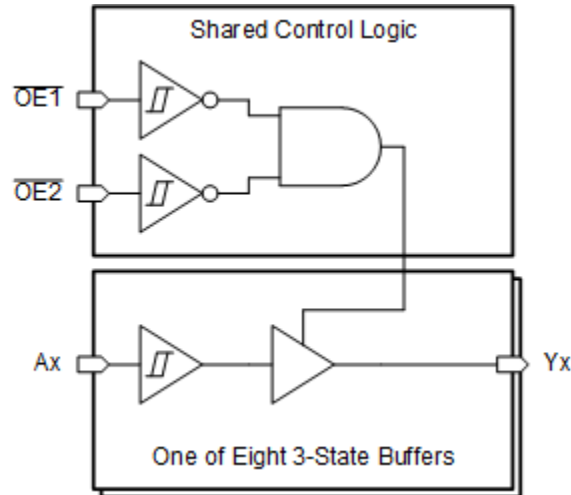 Shared Control Logic
OE1
OE2
Ax
Yx
One of Eight 3-State Buffers